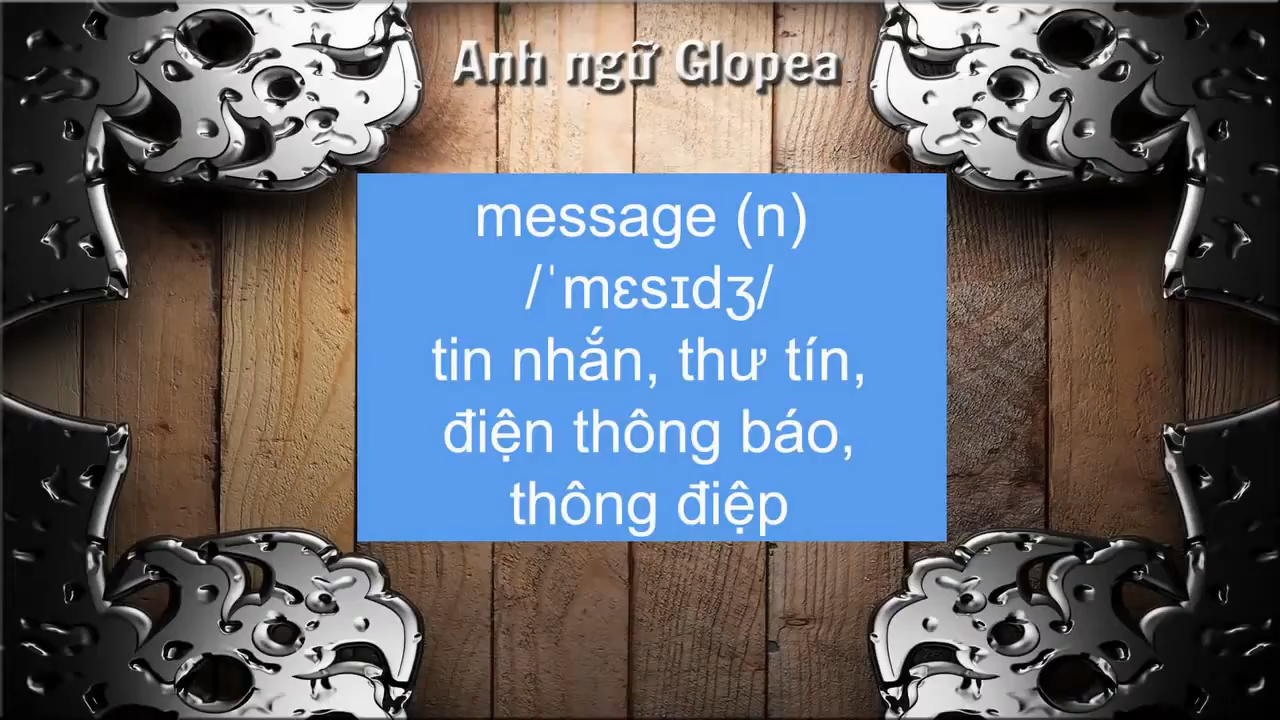 Anh ngữ Glopea
message (n)
/ˈmɛsɪdʒ/
tin nhắn, thư tín,
điện thông báo,
thông điệp